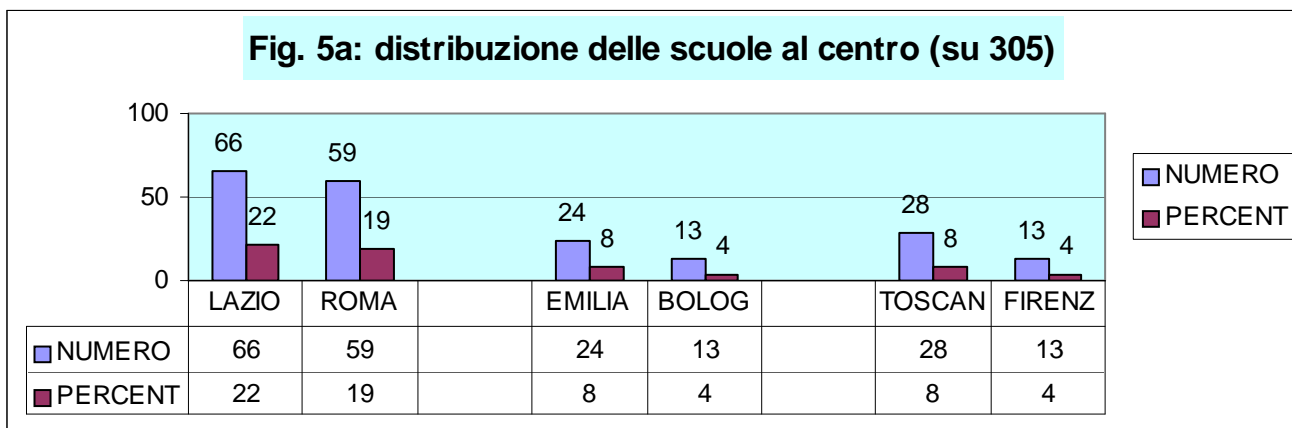 Fig. 5a: distribuzione delle scuole al centro (su 305)
100
50
0
66 59 24 13 28 13
22 19 8 4 8 4
NUMERO
PERCENT
LAZIO ROMA EMILIA BOLOG TOSCAN FIRENZ
NUMERO 66 59 24 13 28 13
PERCENT 22 19 8 4 8 4